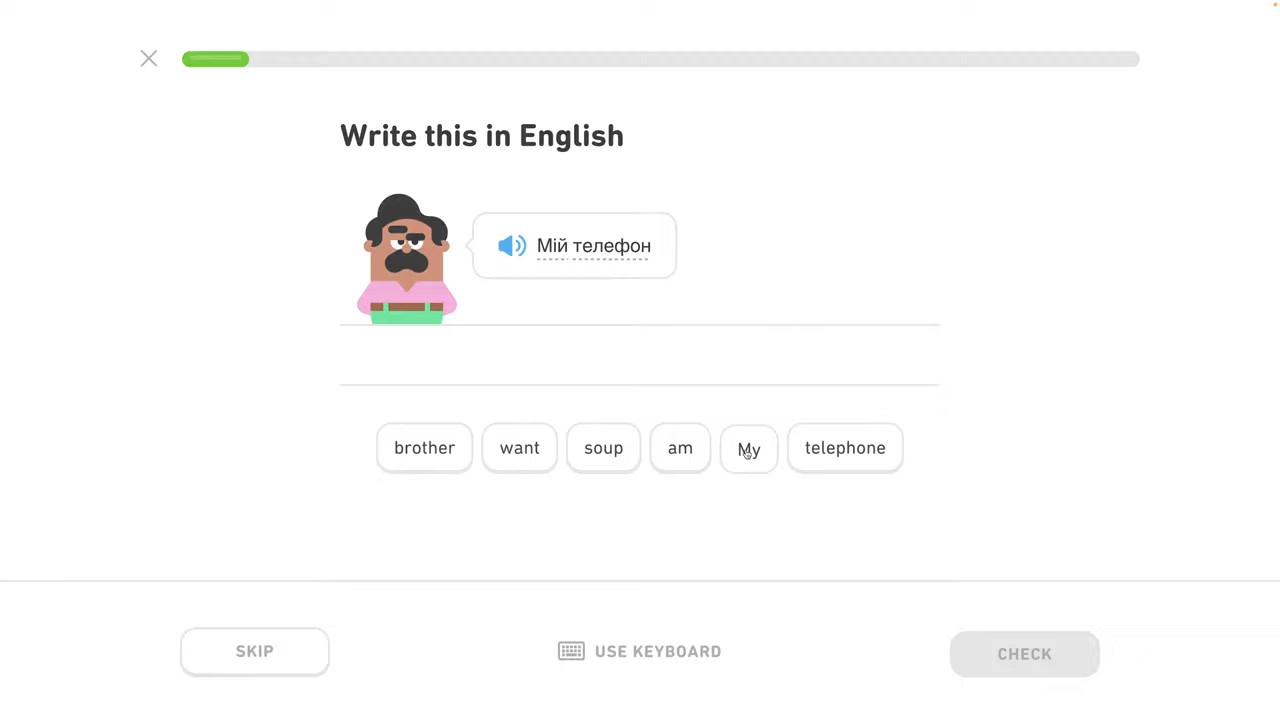 Write this in English
Мій телефон
brother want soup am My telephone
SKIP USE KEYBOARD CHECK